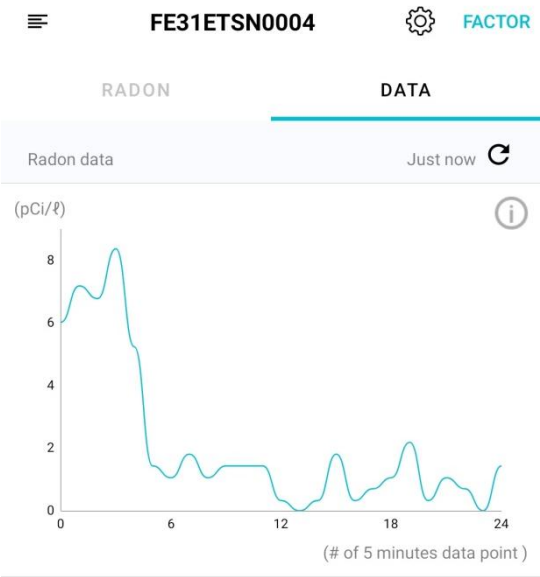 FE31ETSN0004 FACTOR
RADON DATA
Radon data Just now
(pCi/ℓ)
8
6
4
2
0
0 6 12 18 24
(# of 5 minutes data point )